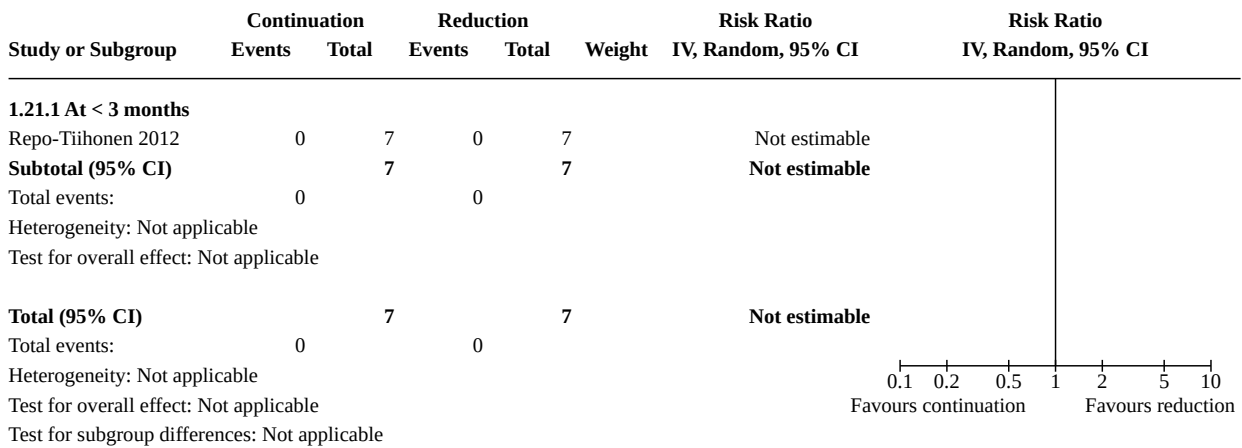 Continuation Reduction Risk Ratio Risk Ratio
Study or Subgroup Events Total Events Total Weight IV, Random, 95% CI IV, Random, 95% CI
1.21.1 At < 3 months
Repo-Tiihonen 2012 0 7 0 7 Not estimable
Subtotal (95% CI) 7 7 Not estimable
Total events: 0 0
Heterogeneity: Not applicable
Test for overall effect: Not applicable
Total (95% CI) 7 7 Not estimable
Total events: 0 0
Heterogeneity: Not applicable
0.1 0.2 0.5 1 2 5 10
Test for overall effect: Not applicable Favours continuation Favours reduction
Test for subgroup differences: Not applicable